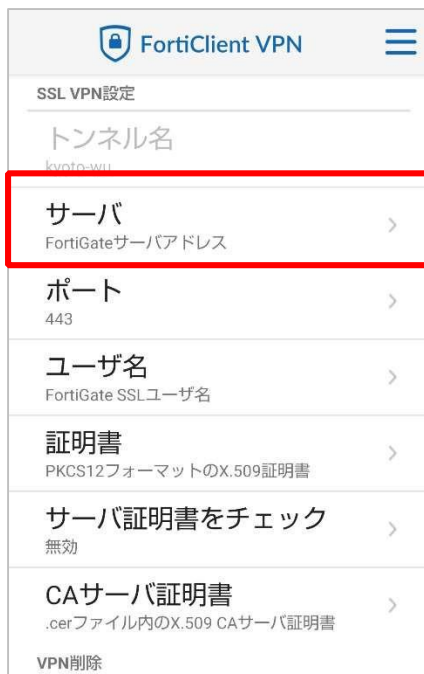 FortiClient VPN
SSL VPN設定
トンネル名
kyoto-wu
サーバ
FortiGateサーバアドレス
ポート
443
ユーザ名
FortiGate SSLユーザ名
証明書
PKCS12フォーマットのX.509証明書
サーバ証明書をチェック
無効
CAサーバ証明書
.cerファイル内のX.509 CAサーバ証明書
VPN削除